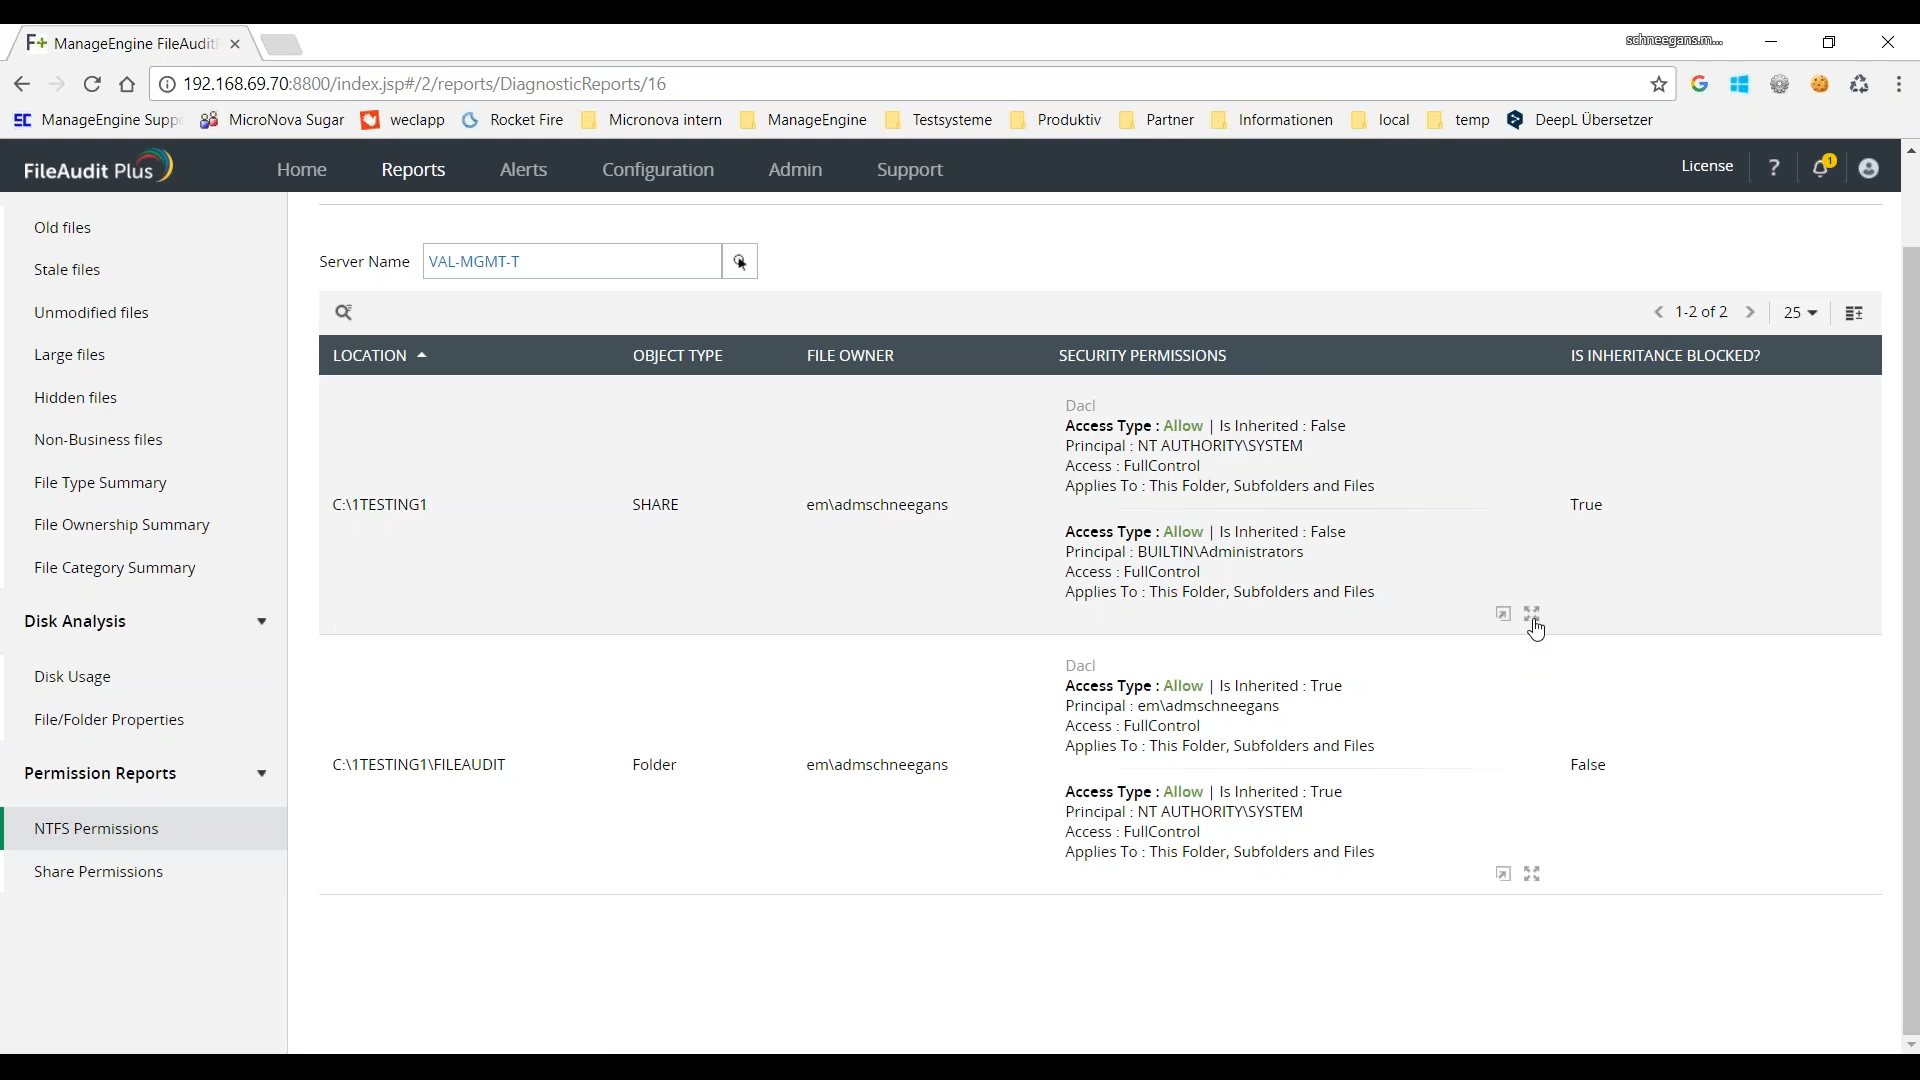 F+ ManageEngine FileAudit
schneegans.m...
192.168.69.70:8800/index.jsp#/2/reports/DiagnosticReports/16
SC ManageEngine Supp
MicroNova Sugar
weclapp
Rocket Fire
Micronova intern
ManageEngine
Testsysteme
Produktiv
Partner
Informationen
local
temp
DeepL Übersetzer
FileAudit Plus
Home
Reports
Alerts
Configuration
Admin
Support
License
?
1
Old files
Stale files
Unmodified files
Large files
Hidden files
Non-Business files
File Type Summary
File Ownership Summary
File Category Summary
Disk Analysis
Disk Usage
File/Folder Properties
Permission Reports
NTFS Permissions
Share Permissions
Server Name VAL-MGMT-T
1-2 of 2
25
LOCATION OBJECT TYPE FILE OWNER SECURITY PERMISSIONS IS INHERITANCE BLOCKED?
C:\1TESTING1
SHARE
em\admschneegans
Dacl
Access Type : Allow | Is Inherited : False
Principal : NT AUTHORITY\SYSTEM
Access : FullControl
Applies To : This Folder, Subfolders and Files
Access Type : Allow | Is Inherited : False
Principal : BUILTIN\Administrators
Access : FullControl
Applies To : This Folder, Subfolders and Files
True
C:\1TESTING1\FILEAUDIT
Folder
em\admschneegans
Dacl
Access Type : Allow | Is Inherited : True
Principal : em\admschneegans
Access : FullControl
Applies To : This Folder, Subfolders and Files
Access Type : Allow | Is Inherited : True
Principal : NT AUTHORITY\SYSTEM
Access : FullControl
Applies To : This Folder, Subfolders and Files
False